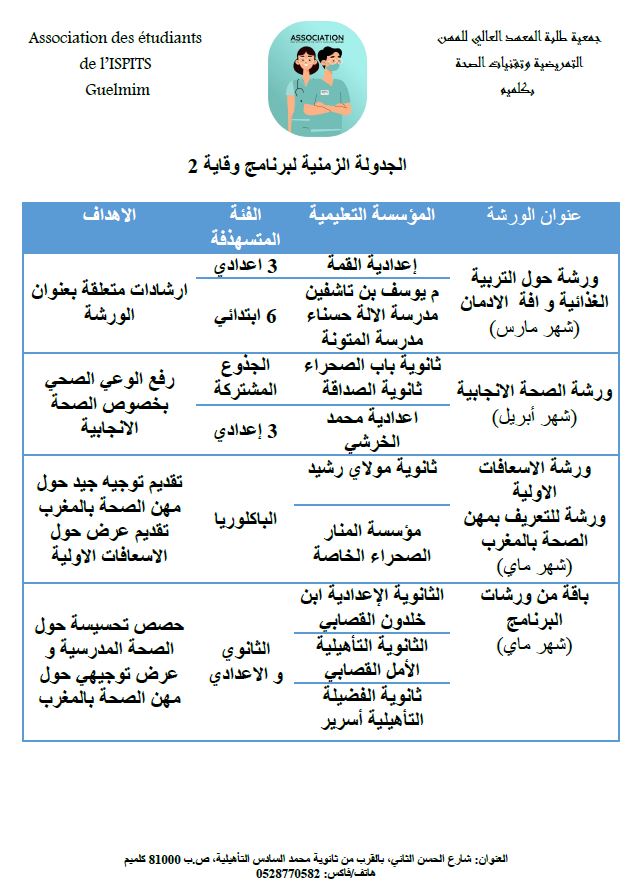 Association des étudiants
de l’ISPITS
Guelmim
ASSOCIATION
جمعية طلبة المعهد العالي للمهن
التمريضية وتقنيات الصحة
بكلميم
الجدولة الزمنية لبرنامج وقاية 2
عنوان الورشة
المؤسسة التعليمية
الفئة
المتسهذفة
الاهداف
ورشة حول التربية
الغذائية و افة الادمان
(شهر مارس)
إعدادية القمة
3 اعدادي
م يوسف بن تاشفين
مدرسة الالة حسناء
مدرسة المتونة
6 ابتدائي
ارشادات متعلقة بعنوان
الورشة
ورشة الصحة الانجابية
(شهر أبريل)
ثانوية باب الصحراء
ثانوية الصداقة
الجذوع
المشتركة
اعدادية محمد
الخرشي
3 إعدادي
رفع الوعي الصحي
بخصوص الصحة
الانجابية
ورشة الاسعافات
الاولية
ورشة للتعريف بمهن
الصحة بالمغرب
(شهر ماي)
ثانوية مولاي رشيد
مؤسسة المنار
الصحراء الخاصة
الباكلوريا
تقديم توجيه جيد حول
مهن الصحة بالمغرب
تقديم عرض حول
الاسعافات الاولية
باقة من ورشات
البرنامج
(شهر ماي)
الثانوية الإعدادية ابن
خلدون القصابي
الثانوية التأهيلية
الأمل القصابي
ثانوية الفضيلة
التأهيلية أسرير
الثانوي
و الاعدادي
حصص تحسيسة حول
الصحة المدرسية و
عرض توجيهي حول
مهن الصحة بالمغرب
العنوان: شارع الحسن الثاني، بالقرب من ثانوية محمد السادس التأهيلية، ص.ب 81000 كلميم
هاتف/فاكس: 0528770582